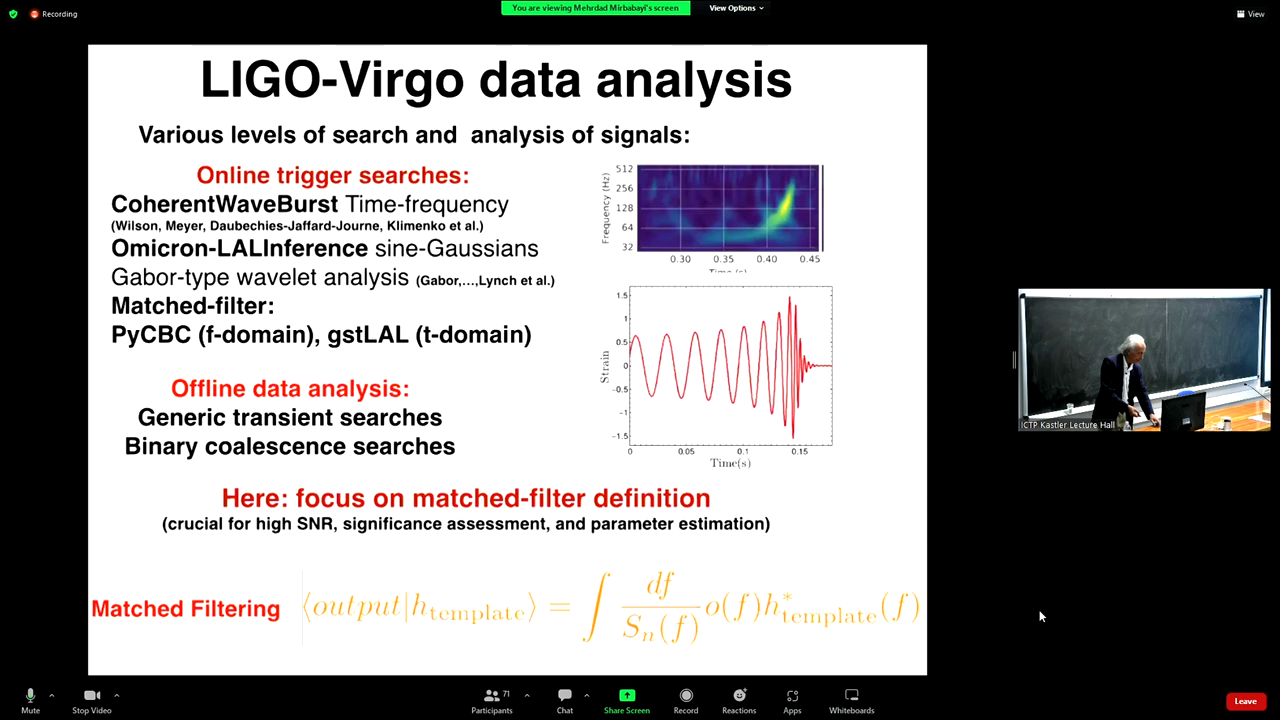 Recording
You are viewing Mehrdad Mirbabayi's screen
View Options
View
LIGO-Virgo data analysis
Various levels of search and analysis of signals:
Online trigger searches:
CoherentWaveBurst Time-frequency
(Wilson, Meyer, Daubechies-Jaffard-Journe, Klimenko et al.)
Omicron-LALInference sine-Gaussians
Gabor-type wavelet analysis (Gabor,...,Lynch et al.)
Matched-filter:
PyCBC (f-domain), gstLAL (t-domain)
Offline data analysis:
Generic transient searches
Binary coalescence searches
Frequency (Hz)
512
256
128
64
32
0.30 0.35 0.40 0.45
Time (s)
Strain
1.5
1
0.5
0
−0.5
−1
−1.5
0 0.05 0.1 0.15
Time(s)
Here: focus on matched-filter definition
(crucial for high SNR, significance assessment, and parameter estimation)
Matched Filtering ⟨output|h_template⟩ = ∫ df/S_n(f) o(f)h*_template(f)
ICTP Kastler Lecture Hall
Mute
Stop Video
Participants 71
Chat
Share Screen
Record
Reactions
Apps
Whiteboards
Leave